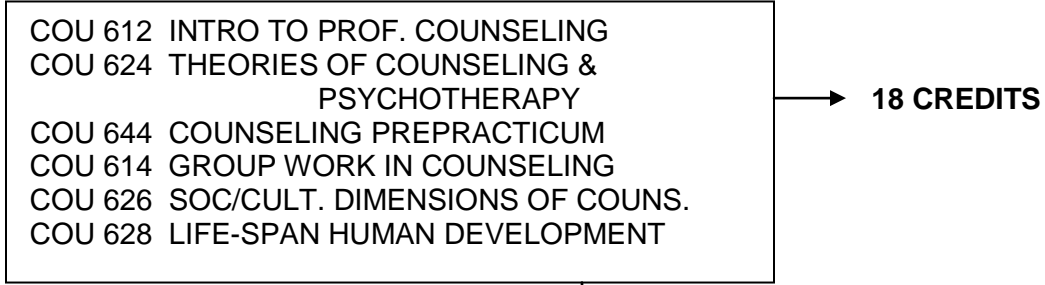 COU 612 INTRO TO PROF. COUNSELING
COU 624 THEORIES OF COUNSELING &
PSYCHOTHERAPY
COU 644 COUNSELING PREPRACTICUM
COU 614 GROUP WORK IN COUNSELING
COU 626 SOC/CULT. DIMENSIONS OF COUNS.
COU 628 LIFE-SPAN HUMAN DEVELOPMENT
18 CREDITS